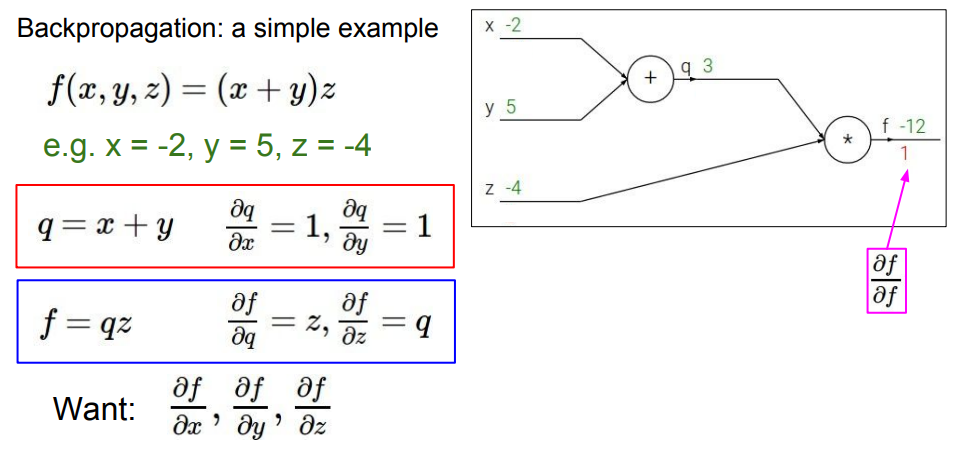 Backpropagation: a simple example
f(x, y, z) = (x + y)z
e.g. x = -2, y = 5, z = -4
q = x + y   ∂q/∂x = 1, ∂q/∂y = 1
f = qz   ∂f/∂q = z, ∂f/∂z = q
Want: ∂f/∂x, ∂f/∂y, ∂f/∂z
x -2
+
q 3
y 5
*
f -12
1
z -4
∂f/∂f